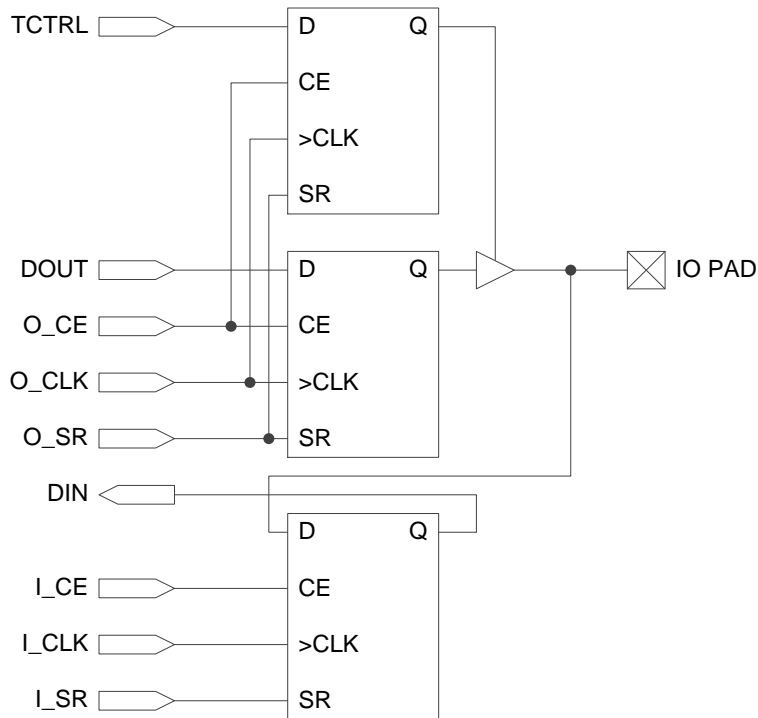 TCTRL D Q
CE
>CLK
SR
DOUT D Q IO PAD
O_CE CE
O_CLK >CLK
O_SR SR
DIN
D Q
I_CE CE
I_CLK >CLK
I_SR SR